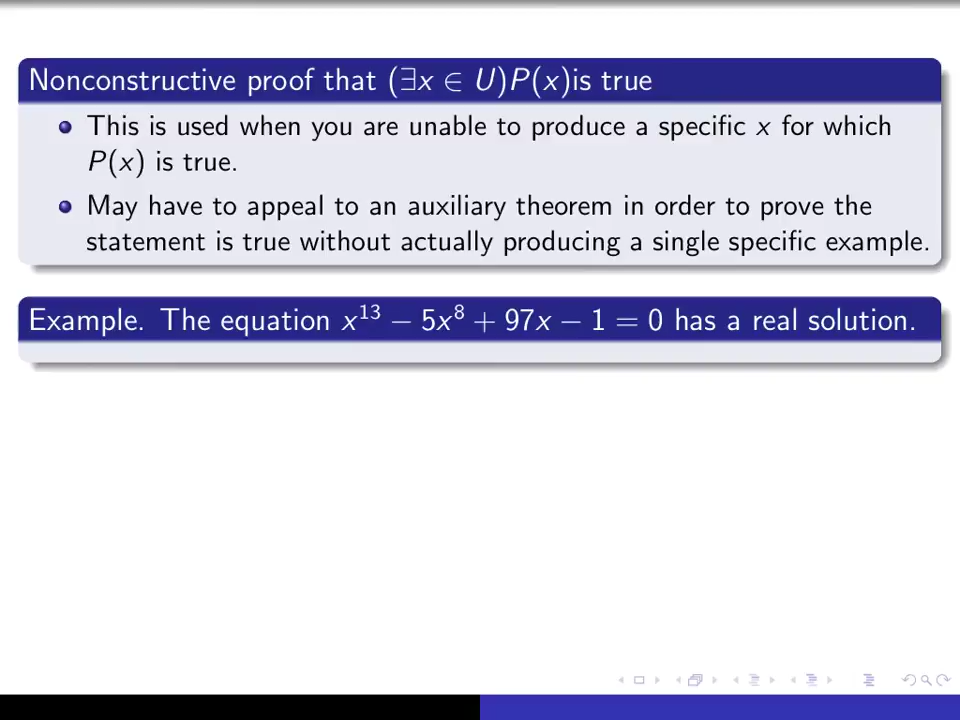 Nonconstructive proof that (∃x ∈ U)P(x)is true
This is used when you are unable to produce a specific x for which
P(x) is true.
May have to appeal to an auxiliary theorem in order to prove the
statement is true without actually producing a single specific example.
Example. The equation x¹³ − 5x⁸ + 97x − 1 = 0 has a real solution.